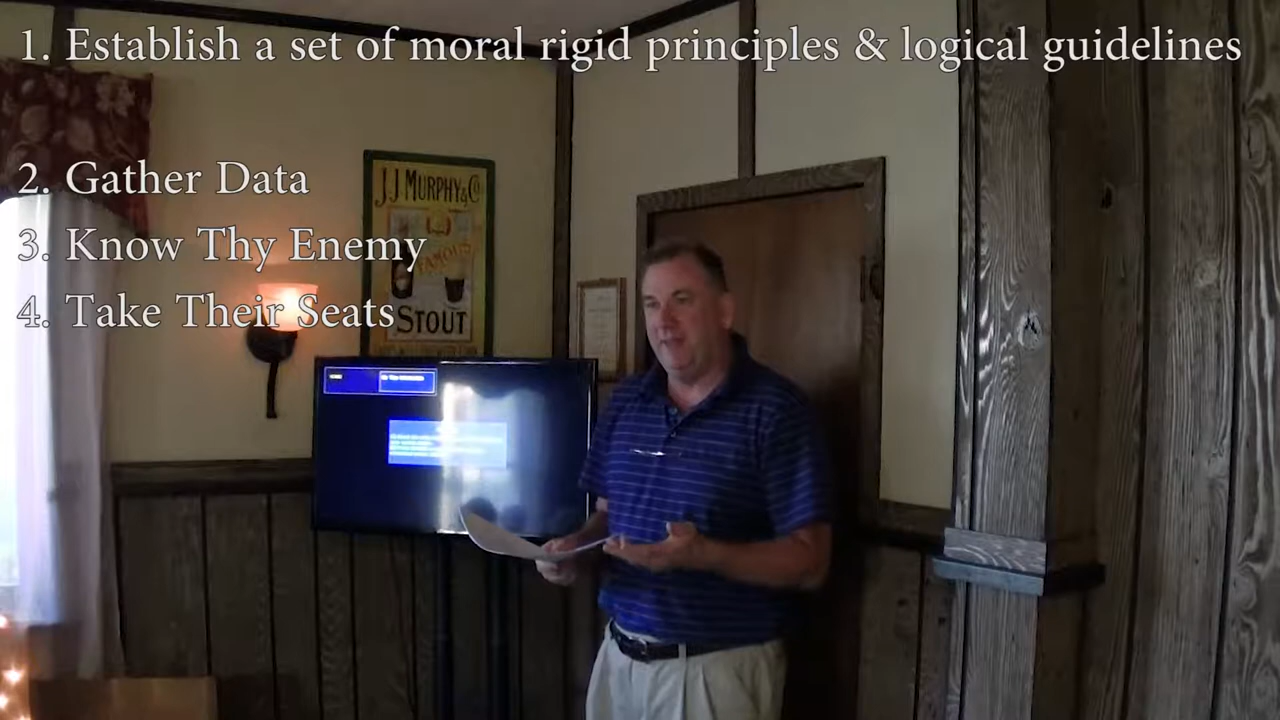 1. Establish a set of moral rigid principles & logical guidelines
2. Gather Data
3. Know Thy Enemy
4. Take Their Seats
J.J MURPHY & Co
FAMOUS
STOUT